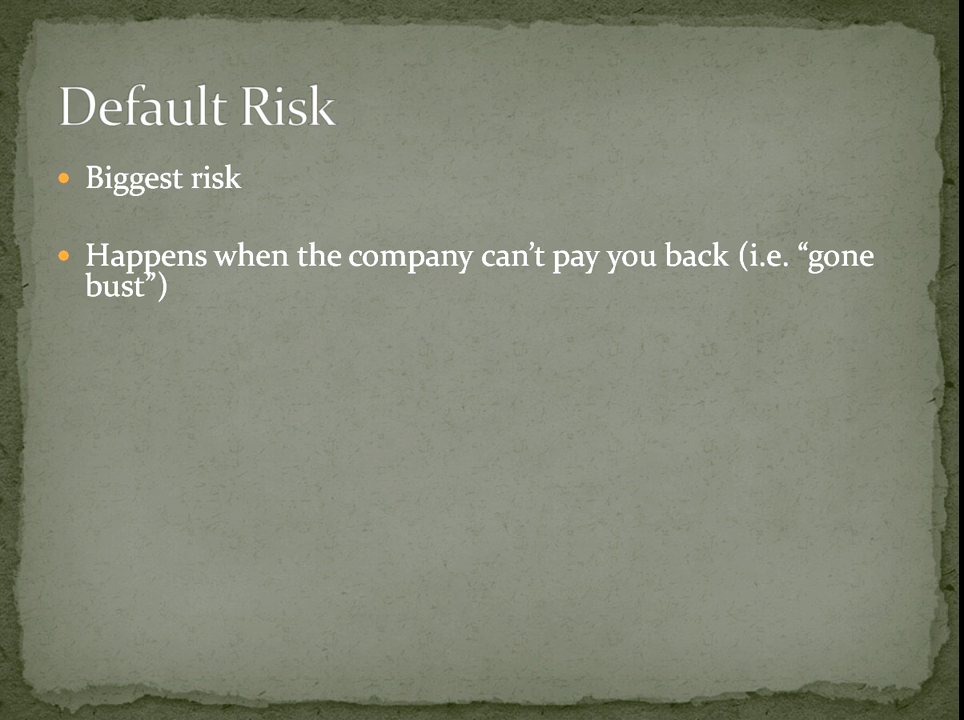 Default Risk
• Biggest risk
• Happens when the company can’t pay you back (i.e. “gone
bust”)